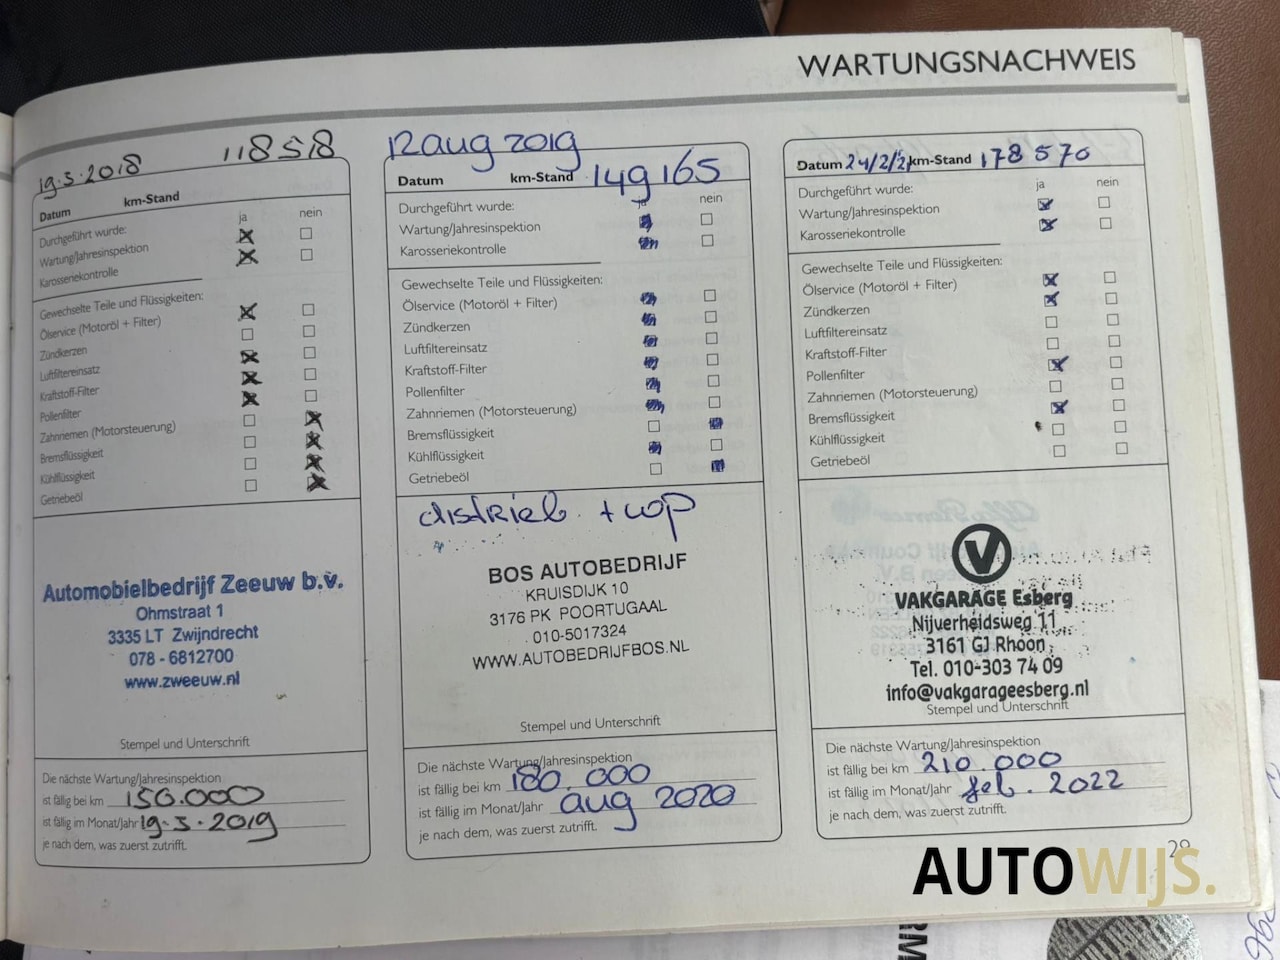 WARTUNGSNACHWEIS
19.3.2018 118518
Datum km-Stand
ja nein
Durchgeführt wurde:
Wartung/Jahresinspektion
Karosseriekontrolle
Gewechselte Teile und Flüssigkeiten:
Ölservice (Motoröl + Filter)
Zündkerzen
Luftfiltereinsatz
Kraftstoff-Filter
Pollenfilter
Zahnriemen (Motorsteuerung)
Bremsflüssigkeit
Kühlflüssigkeit
Getriebeöl
Automobielbedrijf Zeeuw b.v.
Ohmstraat 1
3335 LT Zwijndrecht
078 - 6812700
www.zweeuw.nl
Stempel und Unterschrift
Die nächste Wartung/Jahresinspektion
ist fällig bei km 150.000
ist fällig im Monat/Jahr 19-3-2019
je nach dem, was zuerst zutrifft.
12 aug 2019
Datum km-Stand 149165
Durchgeführt wurde: ja nein
Wartung/Jahresinspektion
Karosseriekontrolle
Gewechselte Teile und Flüssigkeiten:
Ölservice (Motoröl + Filter)
Zündkerzen
Luftfiltereinsatz
Kraftstoff-Filter
Pollenfilter
Zahnriemen (Motorsteuerung)
Bremsflüssigkeit
Kühlflüssigkeit
Getriebeöl
distrieb + wp
BOS AUTOBEDRIJF
KRUISDIJK 10
3176 PK POORTUGAAL
010-5017324
WWW.AUTOBEDRIJFBOS.NL
Stempel und Unterschrift
Die nächste Wartung/Jahresinspektion
ist fällig bei km 180.000
ist fällig im Monat/Jahr aug 2020
je nach dem, was zuerst zutrifft.
Datum 24/2/21 km-Stand 178570
Durchgeführt wurde: ja nein
Wartung/Jahresinspektion
Karosseriekontrolle
Gewechselte Teile und Flüssigkeiten:
Ölservice (Motoröl + Filter)
Zündkerzen
Luftfiltereinsatz
Kraftstoff-Filter
Pollenfilter
Zahnriemen (Motorsteuerung)
Bremsflüssigkeit
Kühlflüssigkeit
Getriebeöl
V
VAKGARAGE Esberg
Nijverheidsweg 11
3161 GJ Rhoon
Tel. 010-303 74 09
info@vakgarageesberg.nl
Stempel und Unterschrift
Die nächste Wartung/Jahresinspektion
ist fällig bei km 210.000
ist fällig im Monat/Jahr feb. 2022
je nach dem, was zuerst zutrifft.
29
AUTOWIJS.